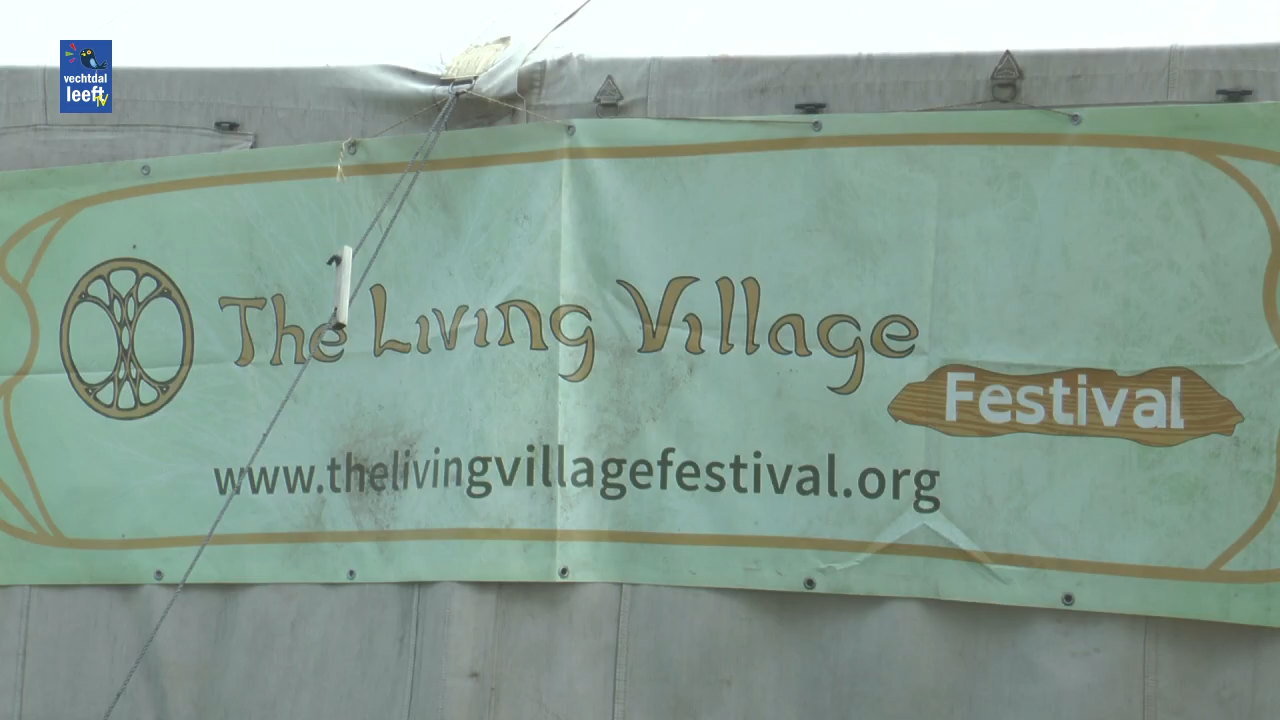 vechtdal
leeft
TV
The Living Village
Festival
www.thelivingvillagefestival.org